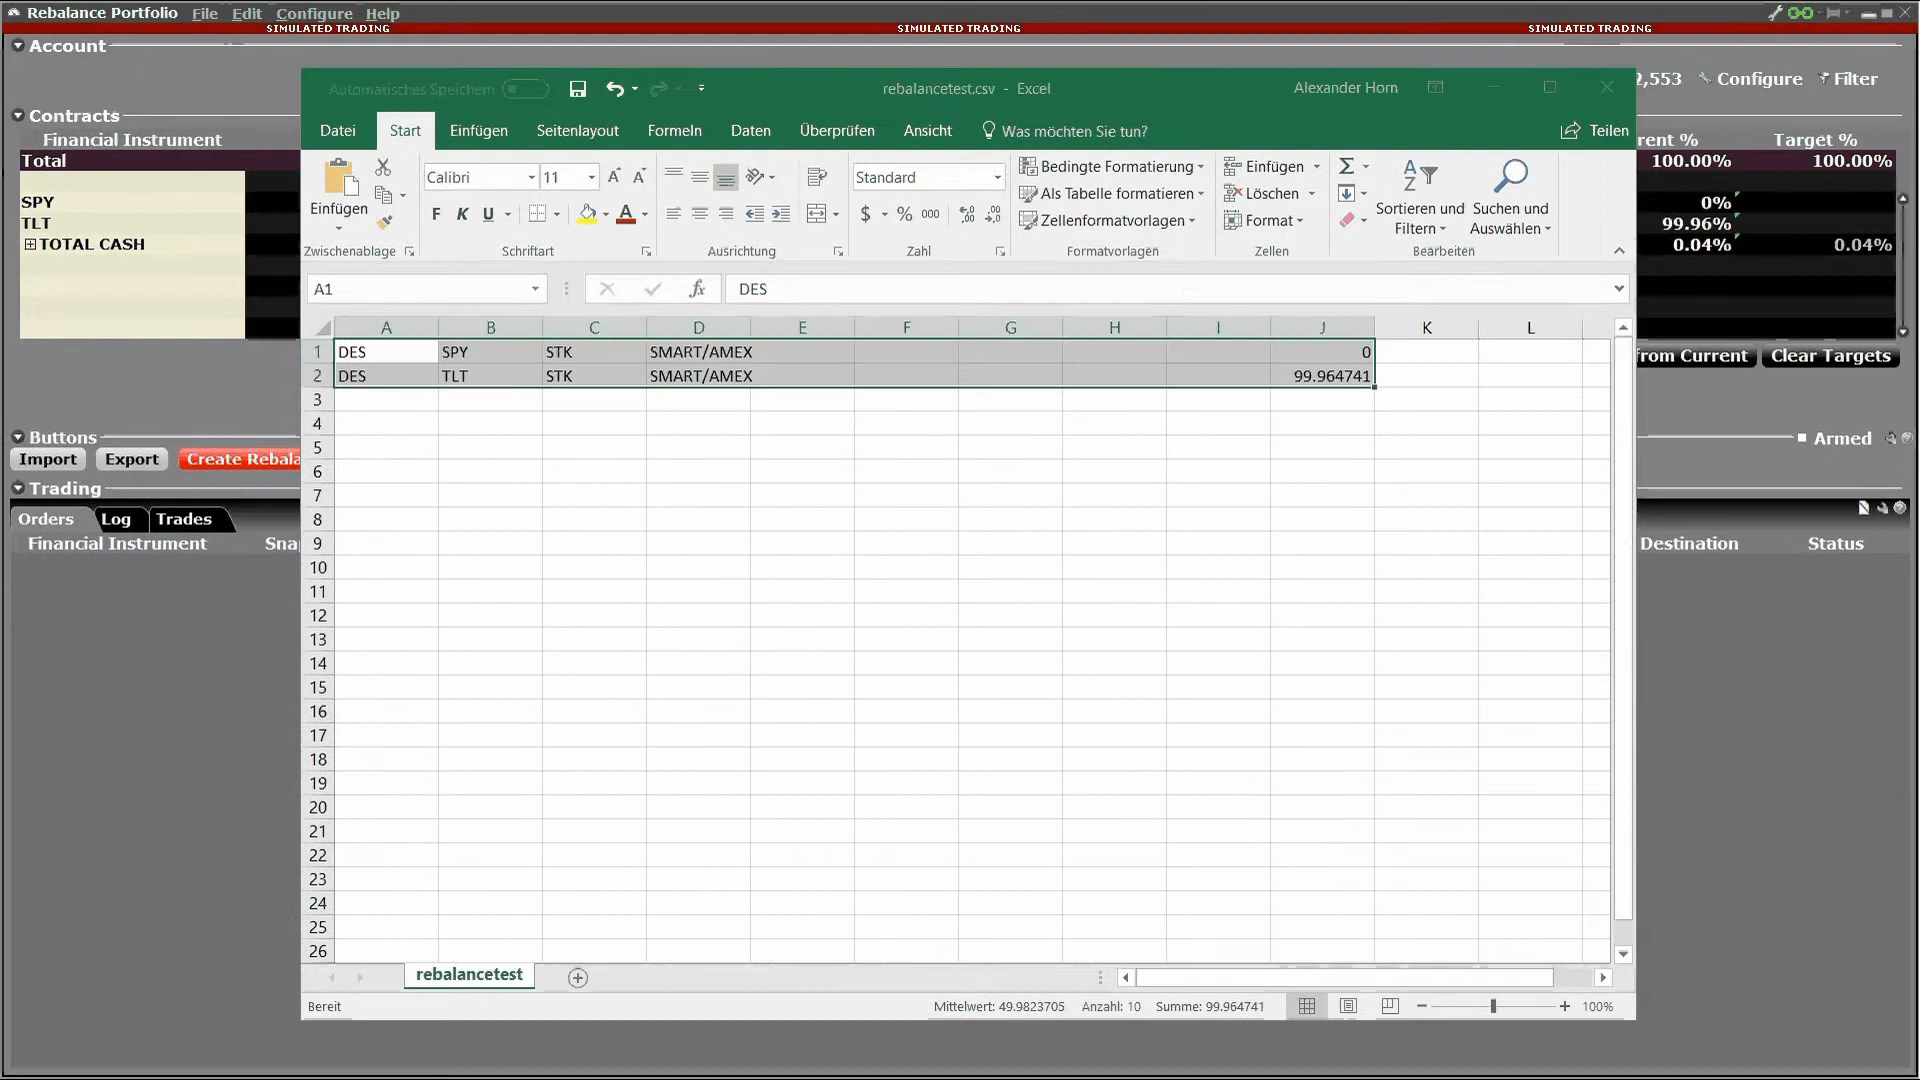 Rebalance Portfolio File Edit Configure Help
SIMULATED TRADING SIMULATED TRADING SIMULATED TRADING
Account
2,553 Configure Filter
Contracts
Financial Instrument
rent % Target %
Total 100.00% 100.00%
SPY 0%
TLT 99.96%
TOTAL CASH 0.04% 0.04%
from Current Clear Targets
Buttons
Armed
Import Export Create Rebala
Trading
Orders Log Trades
Financial Instrument Sna
Destination Status
Automatisches Speichern
rebalancetest.csv - Excel
Alexander Horn
Datei Start Einfügen Seitenlayout Formeln Daten Überprüfen Ansicht Was möchten Sie tun? Teilen
Einfügen
Calibri 11
F K U
Standard
$ % 000
Bedingte Formatierung
Als Tabelle formatieren
Zellenformatvorlagen
Einfügen
Löschen
Format
Sortieren und
Filtern
Suchen und
Auswählen
Zwischenablage Schriftart Ausrichtung Zahl Formatvorlagen Zellen Bearbeiten
A1 fx DES
A B C D E F G H I J K L
1 DES SPY STK SMART/AMEX 0
2 DES TLT STK SMART/AMEX 99.964741
3
4
5
6
7
8
9
10
11
12
13
14
15
16
17
18
19
20
21
22
23
24
25
26
rebalancetest
Bereit Mittelwert: 49.9823705 Anzahl: 10 Summe: 99.964741 100%